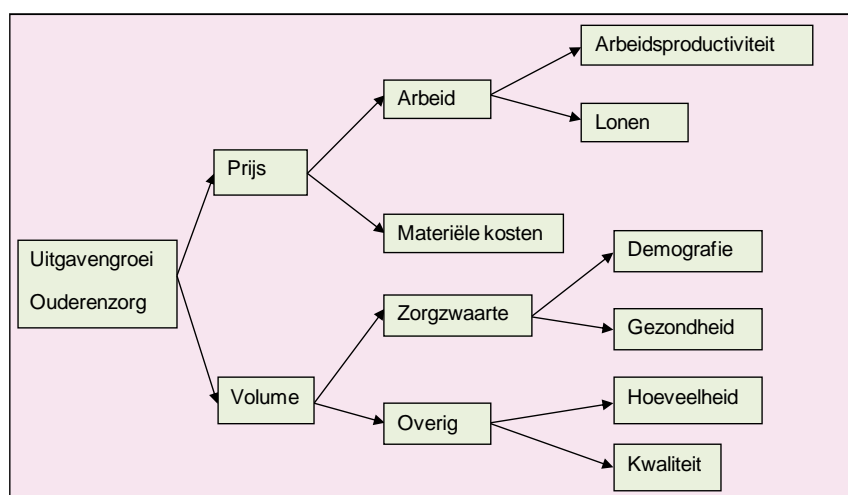 Uitgavengroei
Ouderenzorg
Prijs
Volume
Arbeid
Materiële kosten
Zorgzwaarte
Overig
Arbeidsproductiviteit
Lonen
Demografie
Gezondheid
Hoeveelheid
Kwaliteit